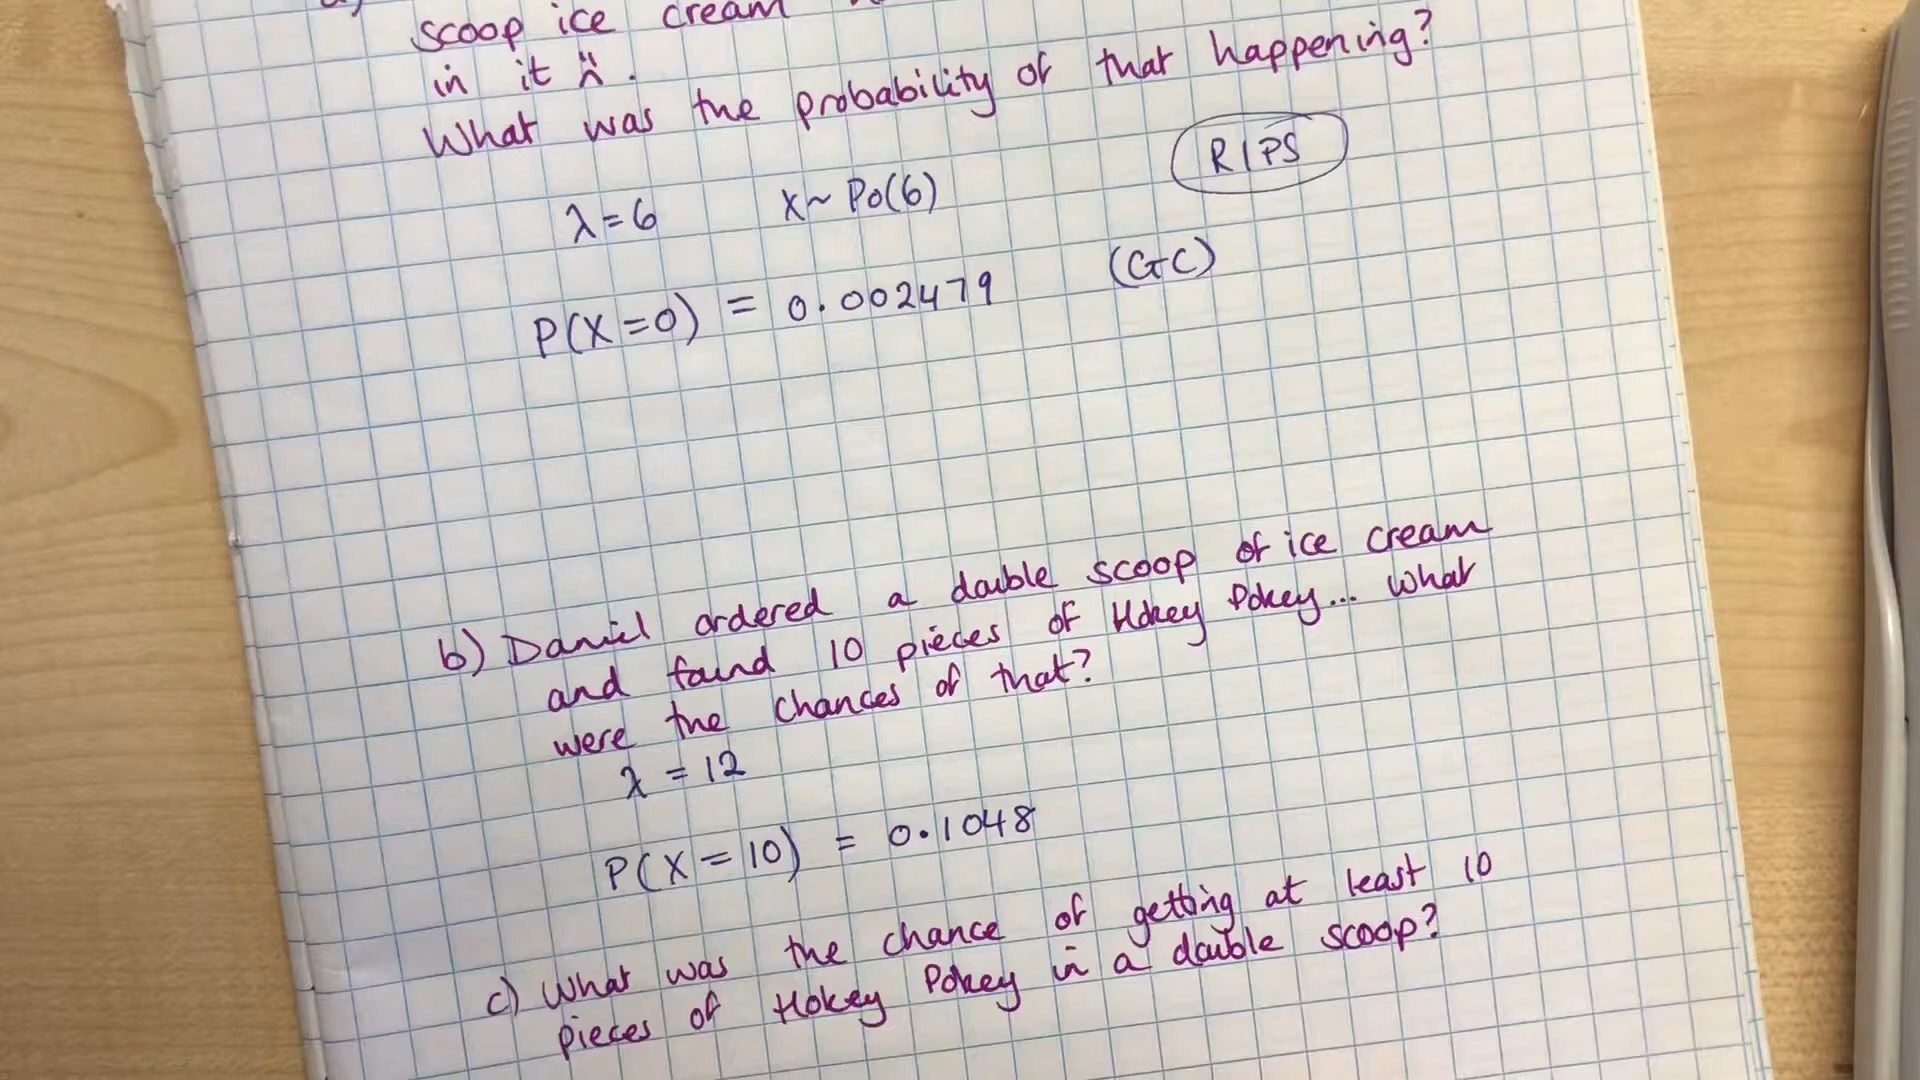 scoop ice cream
in it
What was the probability of that happening?
RIPS
λ=6 X~ Po(6)
P(X=0) = 0.002479 (GC)
b) Daniel ordered a double scoop of ice cream
and found 10 pieces of Hokey Pokey... What
were the chances of that?
λ = 12
P(X=10) = 0.1048
c) What was the chance of getting at least 10
pieces of Hokey Pokey in a double scoop?